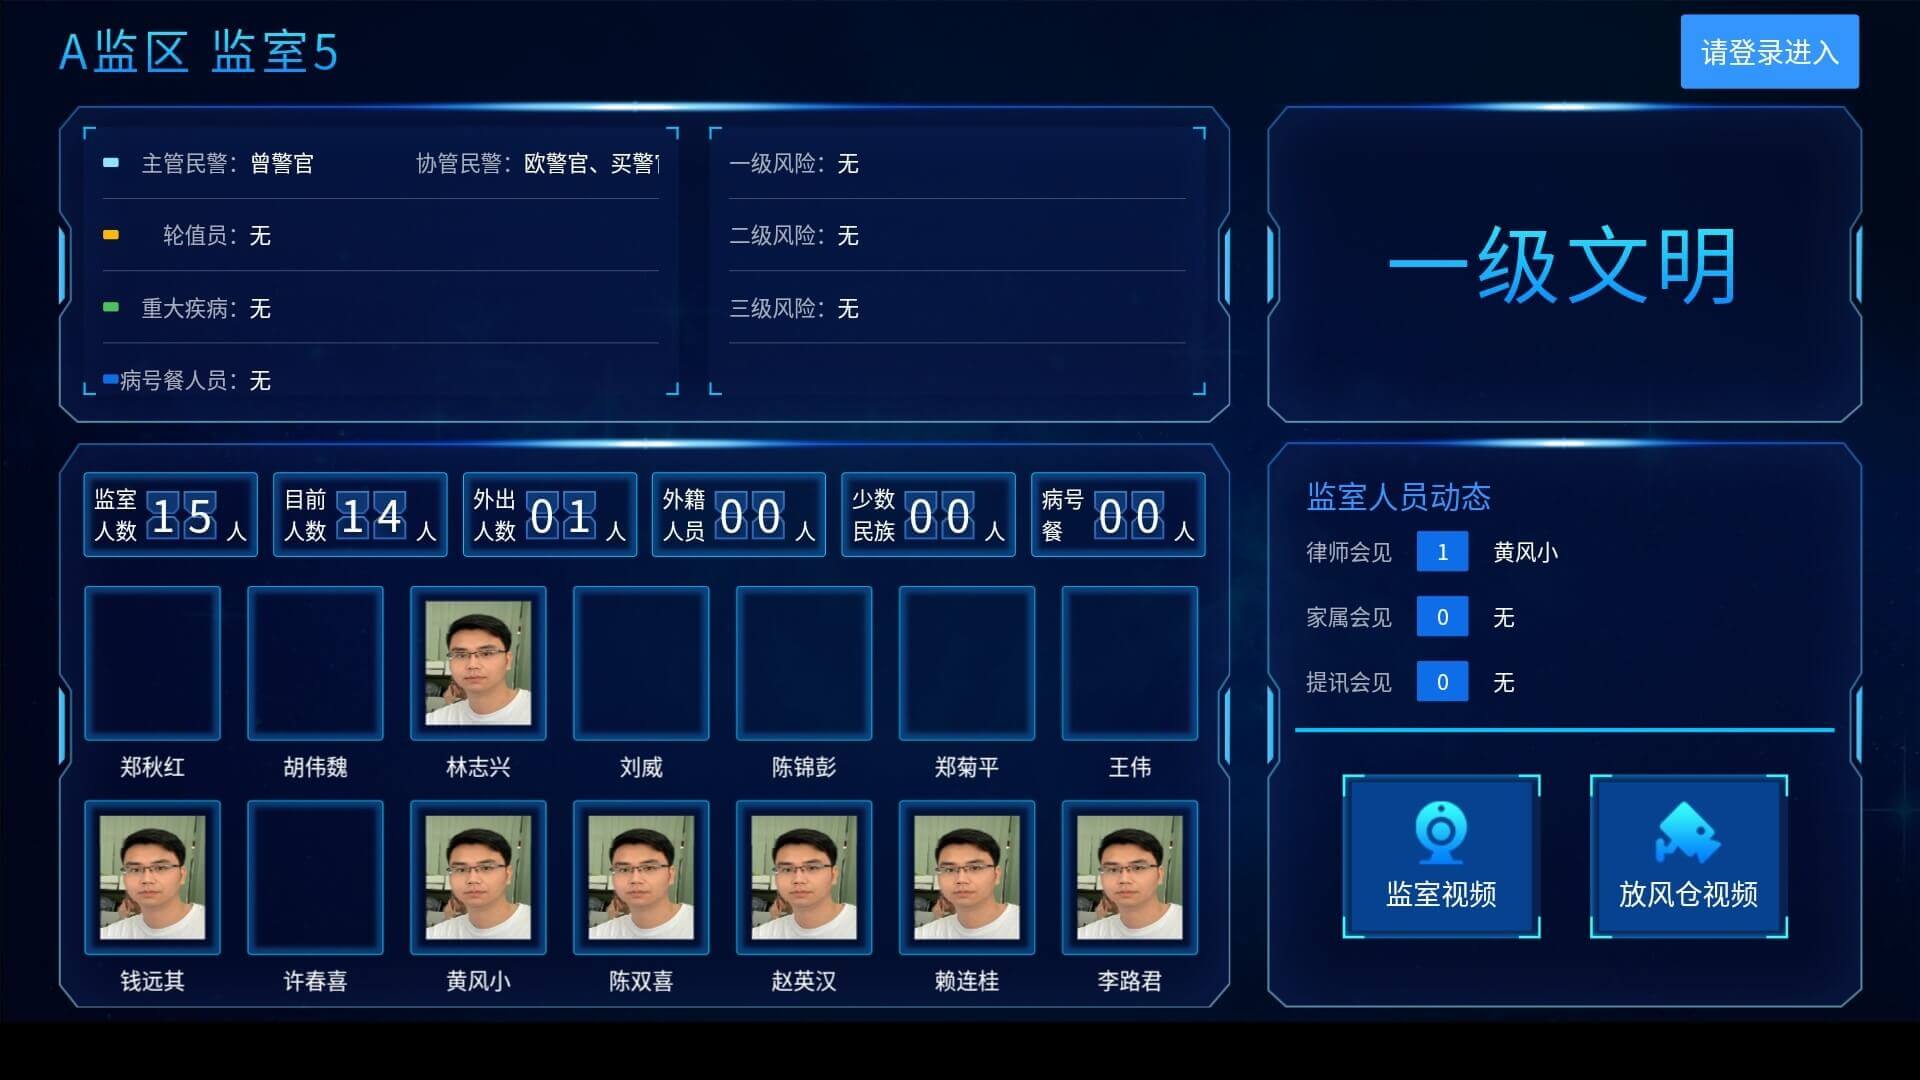 A监区 监室5
请登录进入
主管民警：曾警官 协管民警：欧警官、买警
轮值员：无
重大疾病：无
病号餐人员：无
一级风险：无
二级风险：无
三级风险：无
一级文明
监室人数 15 人
目前人数 14 人
外出人数 01 人
外籍人员 00 人
少数民族 00 人
病号餐 00 人
郑秋红 胡伟魏 林志兴 刘威 陈锦彭 郑菊平 王伟
钱远其 许春喜 黄风小 陈双喜 赵英汉 赖连桂 李路君
监室人员动态
律师会见 1 黄风小
家属会见 0 无
提讯会见 0 无
监室视频 放风仓视频